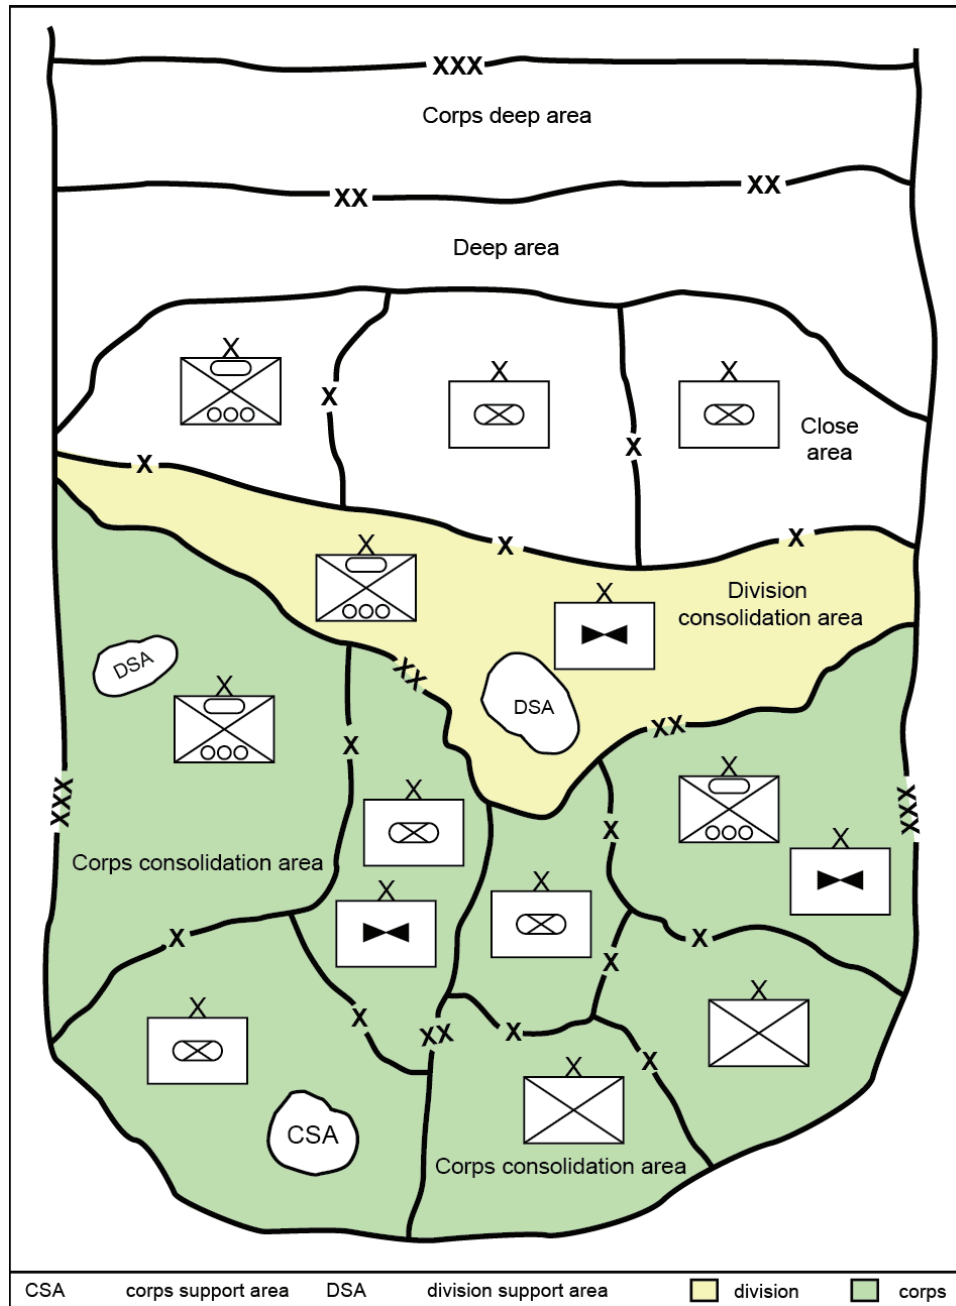 XXX
Corps deep area
XX
XX
Deep area
X
X
X
X
X
Close
area
X
X
X
X
X
X
Division
consolidation area
DSA
X
XX
DSA
XX
X
X
X
X
XXX
XXX
X
X
Corps consolidation area
X
X
X
X
X
X
X
X
X
XX
X
X
X
CSA
Corps consolidation area
CSA corps support area DSA division support area division corps